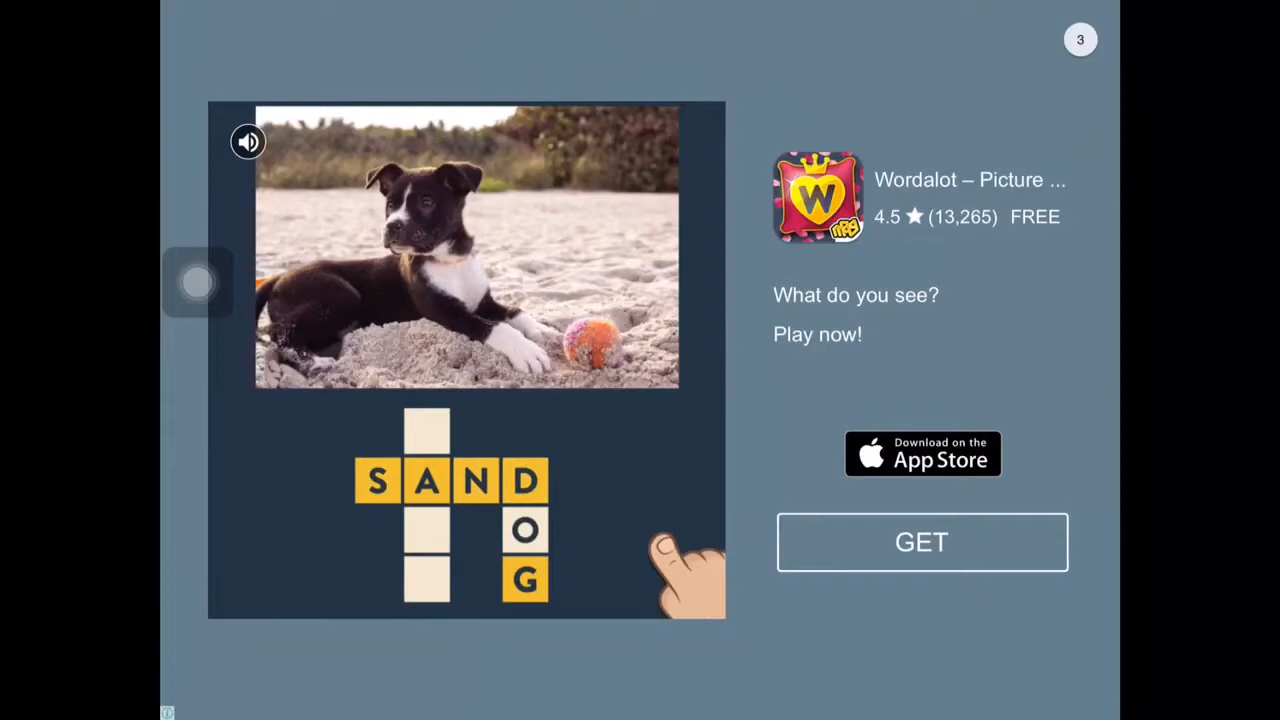 3
W
Wordalot – Picture ...
4.5 ★ (13,265) FREE
What do you see?
Play now!
S A N D
O
G
Download on the
App Store
GET